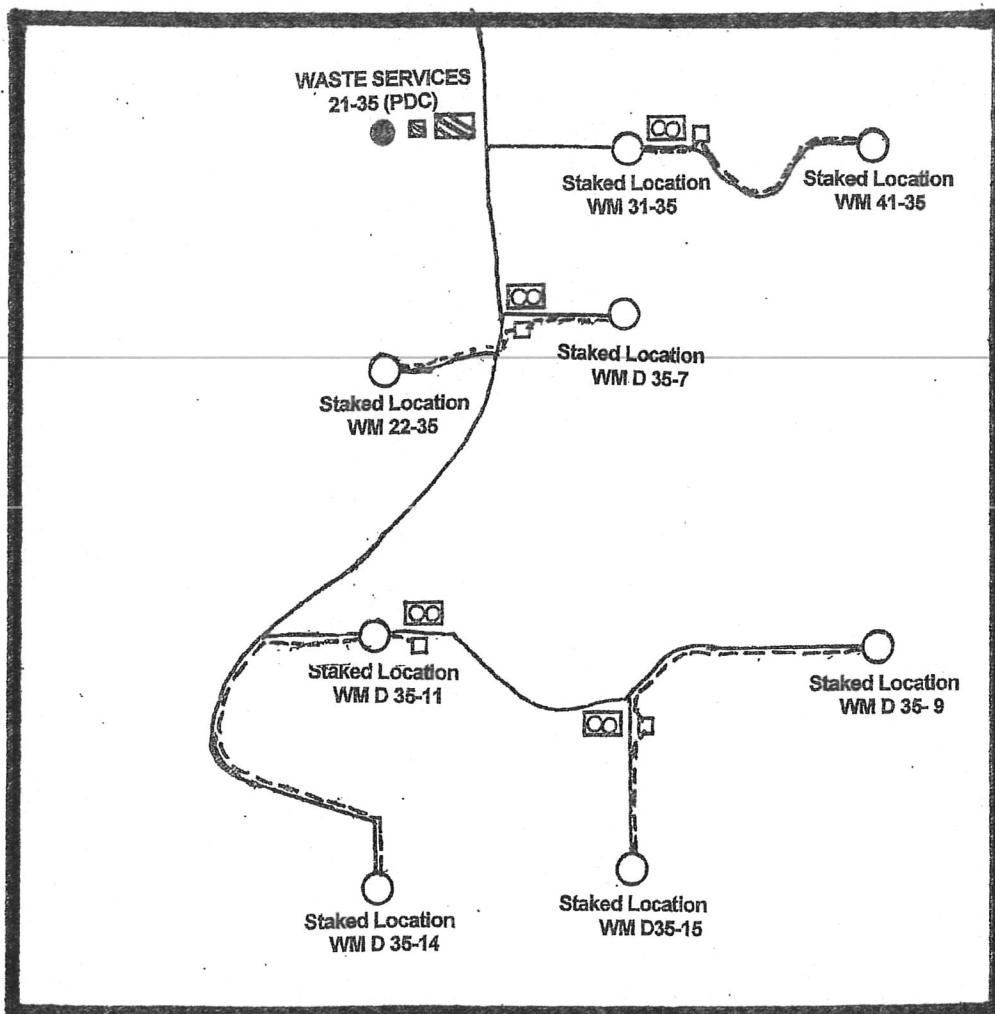 WASTE SERVICES
21-35 (PDC)
Staked Location
WM 31-35
Staked Location
WM 41-35
Staked Location
WM D 35-7
Staked Location
WM 22-35
Staked Location
WM D 35-11
Staked Location
WM D 35- 9
Staked Location
WM D35-15
Staked Location
WM D 35-14